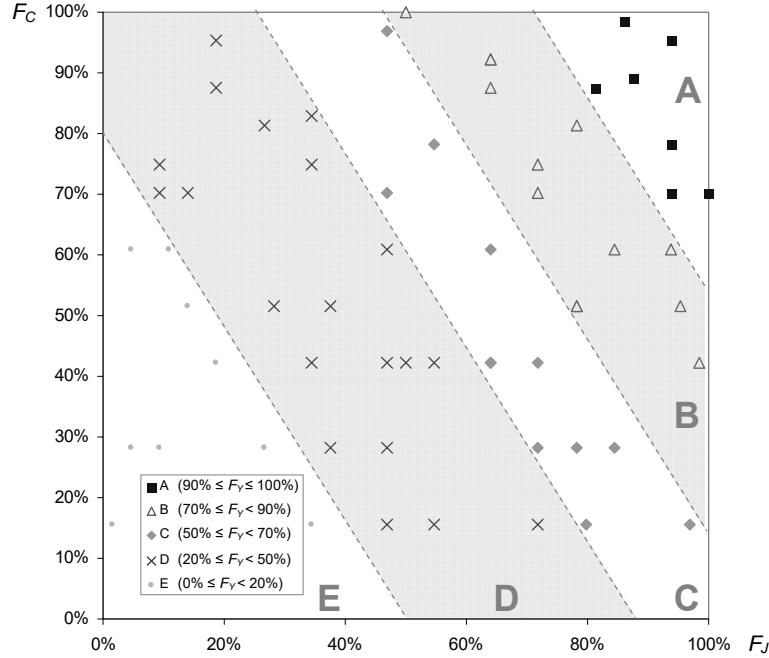 F_C
100%
90%
80%
70%
60%
50%
40%
30%
20%
10%
0%
A
B
C
D
E
A (90% ≤ F_Y ≤ 100%)
B (70% ≤ F_Y < 90%)
C (50% ≤ F_Y < 70%)
D (20% ≤ F_Y < 50%)
E (0% ≤ F_Y < 20%)
0% 20% 40% 60% 80% 100%
F_J